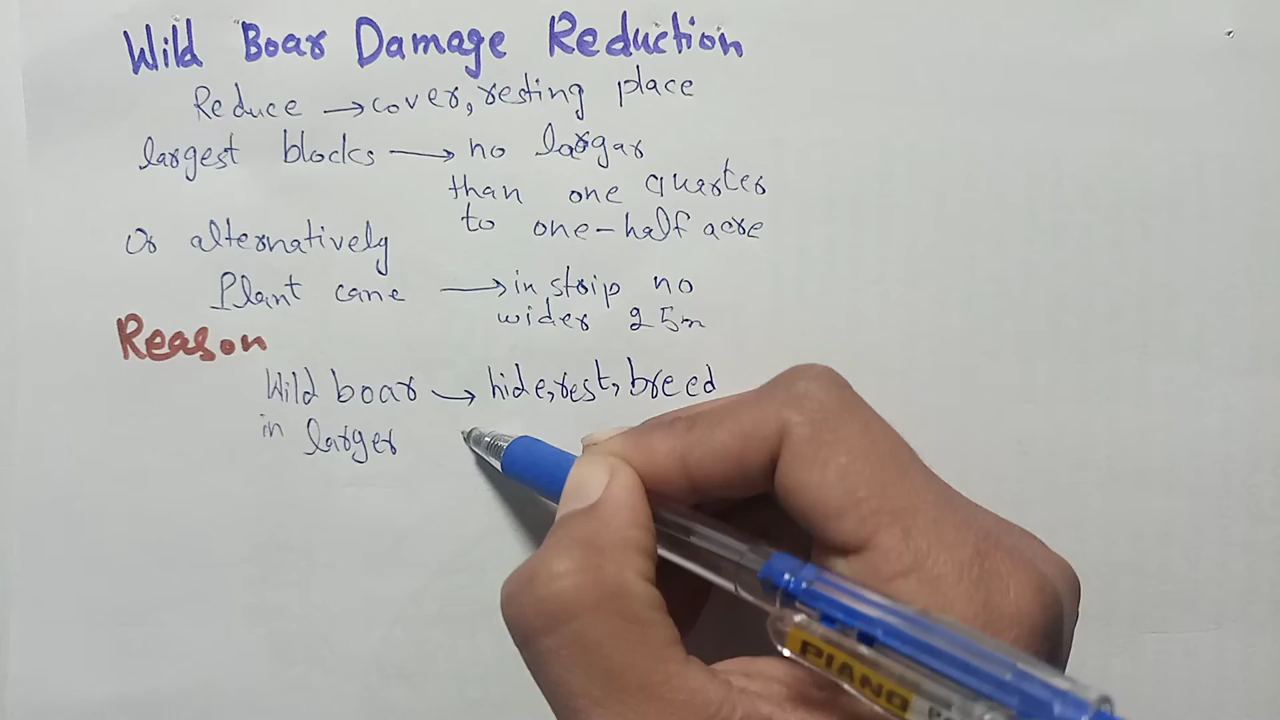 Wild Boar Damage Reduction
Reduce → cover, resting place
largest blocks → no largar
than one quarter
to one-half acre
Or alternatively
Plant cane → in strip no
wider 25m
Reason
Wild boar → hide, rest, breed
in larger
PIANO